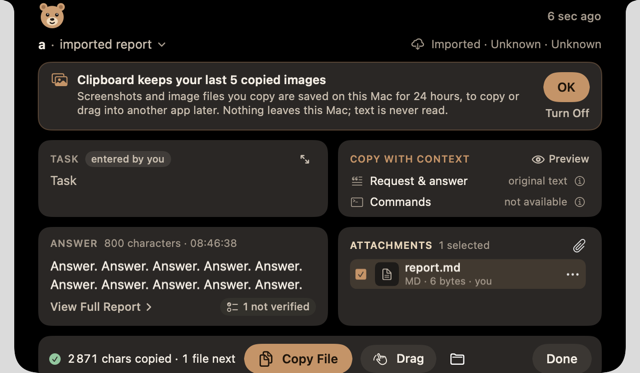 6 sec ago
a · imported report
Imported · Unknown · Unknown
Clipboard keeps your last 5 copied images
Screenshots and image files you copy are saved on this Mac for 24 hours, to copy or
drag into another app later. Nothing leaves this Mac; text is never read.
OK
Turn Off
TASK entered by you
Task
COPY WITH CONTEXT Preview
Request & answer original text
Commands not available
ANSWER 800 characters · 08:46:38
Answer. Answer. Answer. Answer. Answer.
Answer. Answer. Answer. Answer. Answer.
View Full Report
1 not verified
ATTACHMENTS 1 selected
report.md
MD · 6 bytes · you
2 871 chars copied · 1 file next
Copy File
Drag
Done